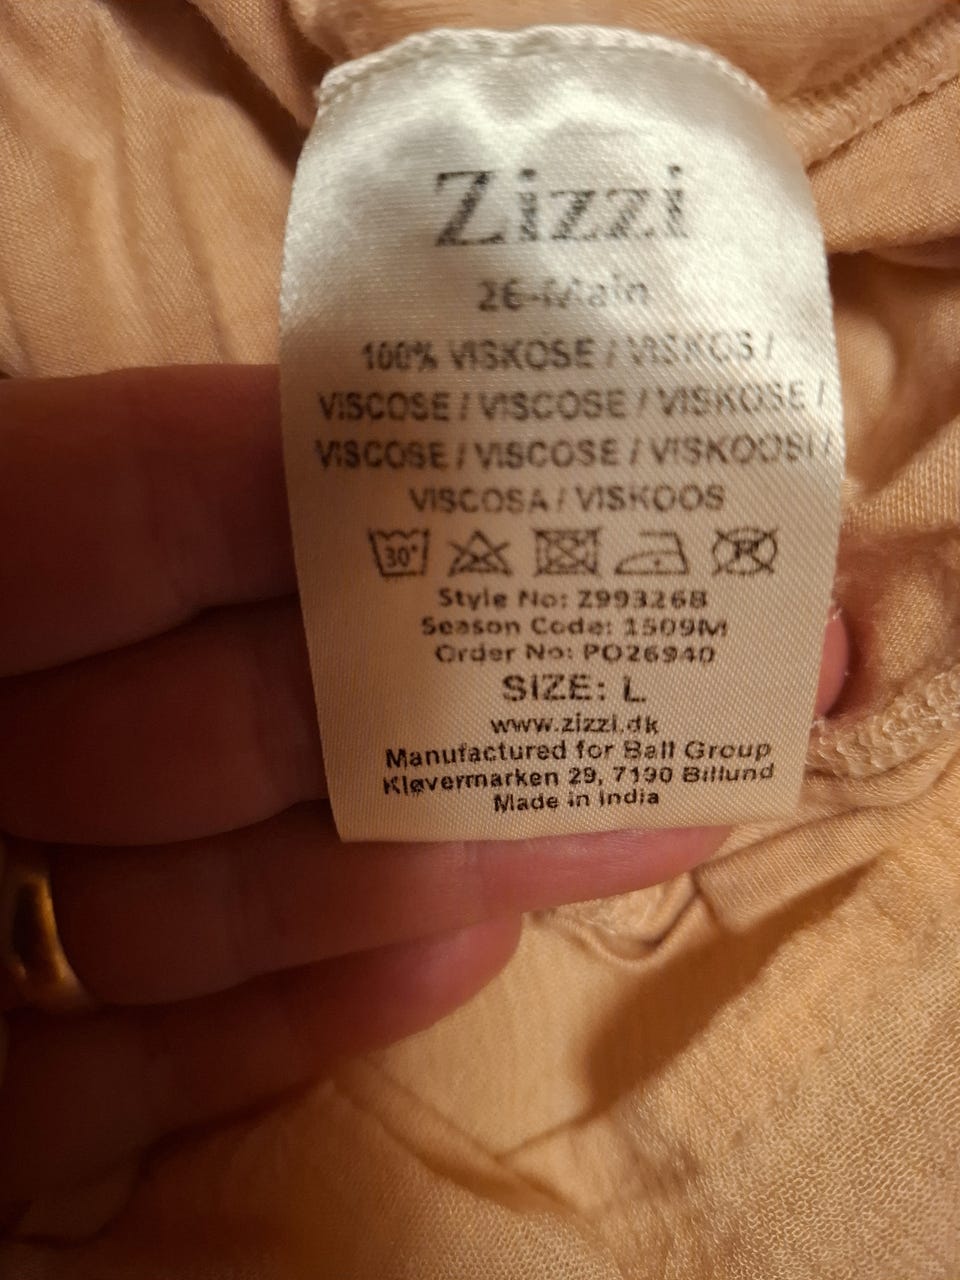 Zizzi
26-Main
100% VISKOSE / VISKOS /
VISCOSE / VISCOSE / VISKOSE /
VISCOSE / VISCOSE / VISKOOSI /
VISCOSA / VISKOOS
30°
P
Style No: Z99326B
Season Code: 1509M
Order No: PO26940
SIZE: L
www.zizzi.dk
Manufactured for Ball Group
Kløvermarken 29, 7190 Billund
Made in India